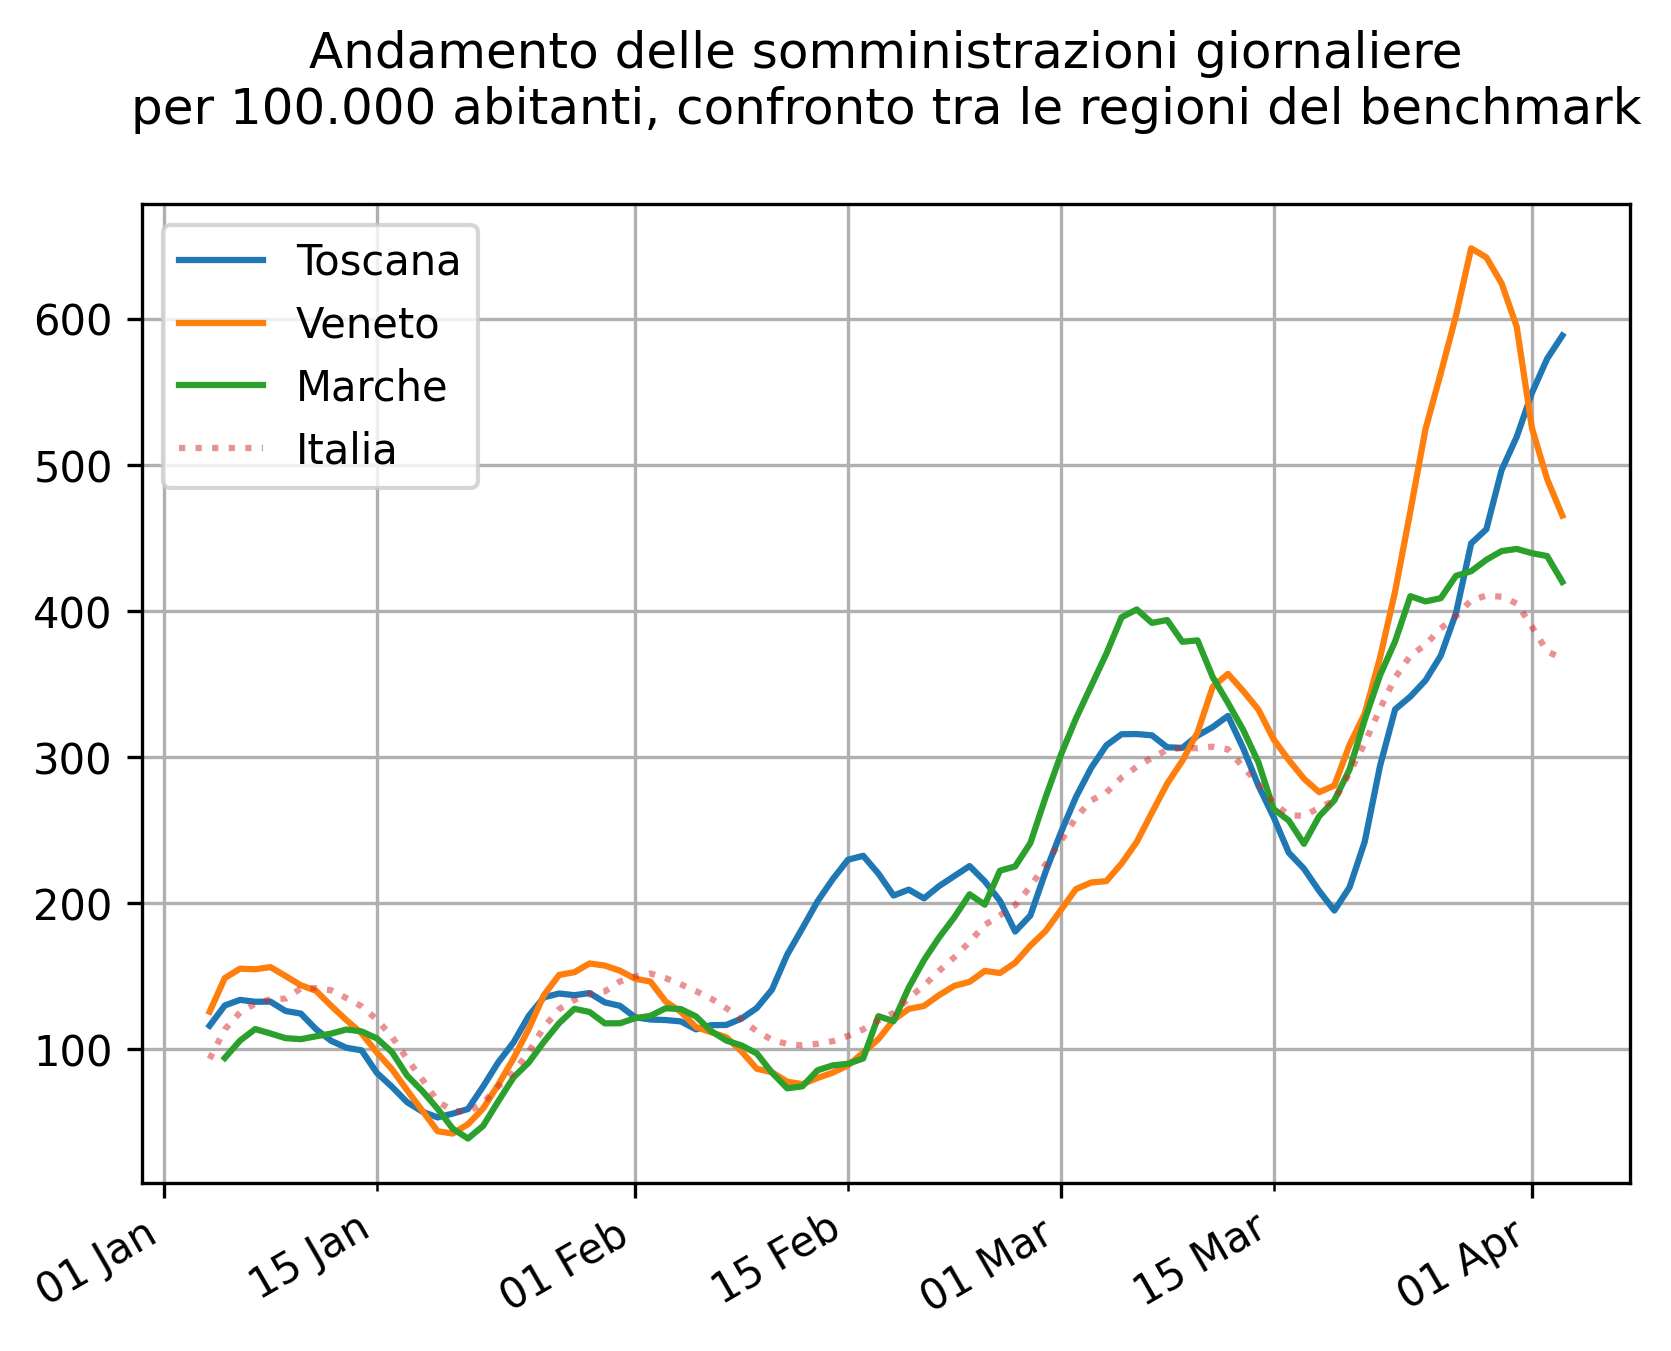 Andamento delle somministrazioni giornaliere
per 100.000 abitanti, confronto tra le regioni del benchmark
Toscana
Veneto
Marche
Italia
600
500
400
300
200
100
01 Jan
15 Jan
01 Feb
15 Feb
01 Mar
15 Mar
01 Apr